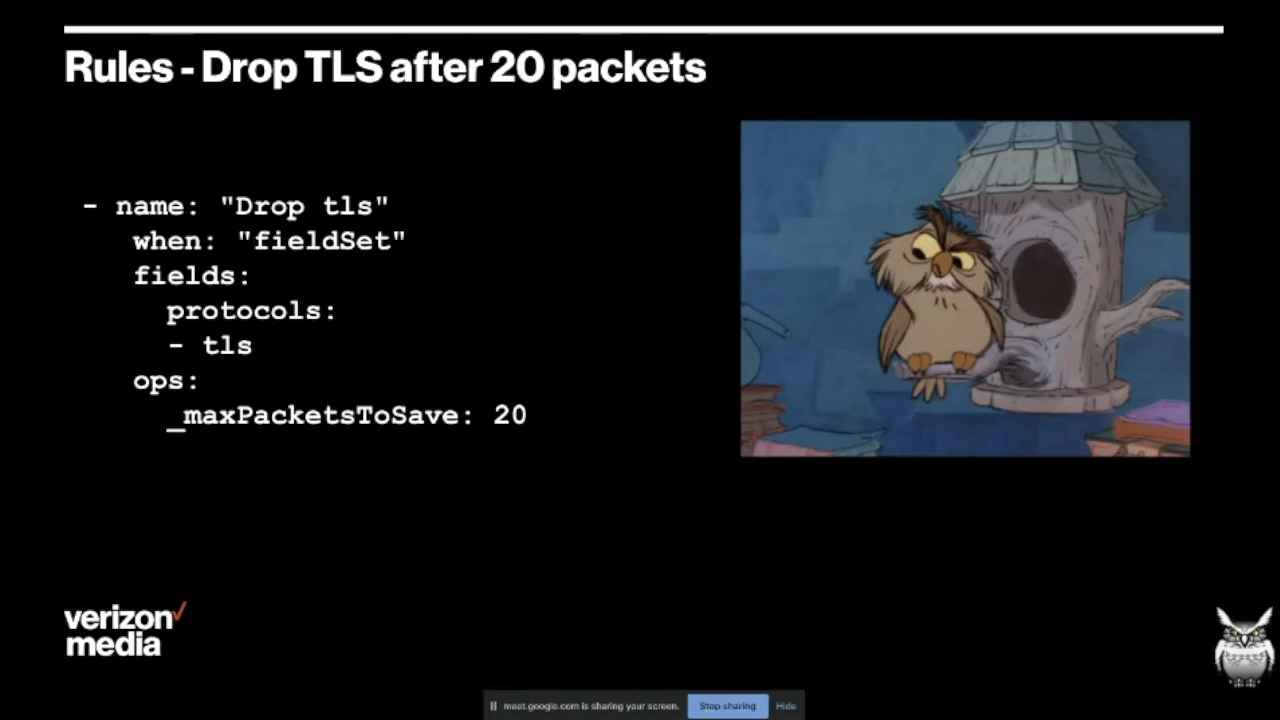 Rules - Drop TLS after 20 packets
- name: "Drop tls"
when: "fieldSet"
fields:
protocols:
- tls
ops:
_maxPacketsToSave: 20
verizon✓
media
meet.google.com is sharing your screen.
Stop sharing
Hide